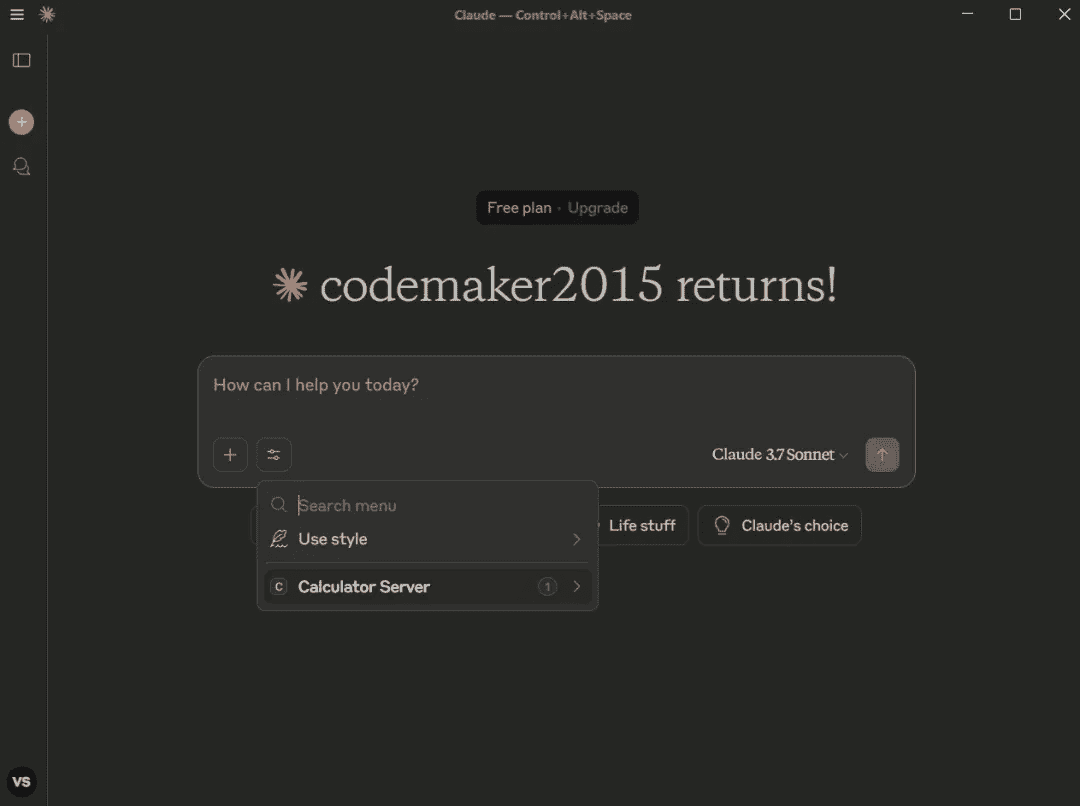 Claude — Control+Alt+Space
Free plan · Upgrade
codemaker2015 returns!
How can I help you today?
Claude 3.7 Sonnet
Search menu
Use style
Life stuff
Claude's choice
C Calculator Server 1
VS